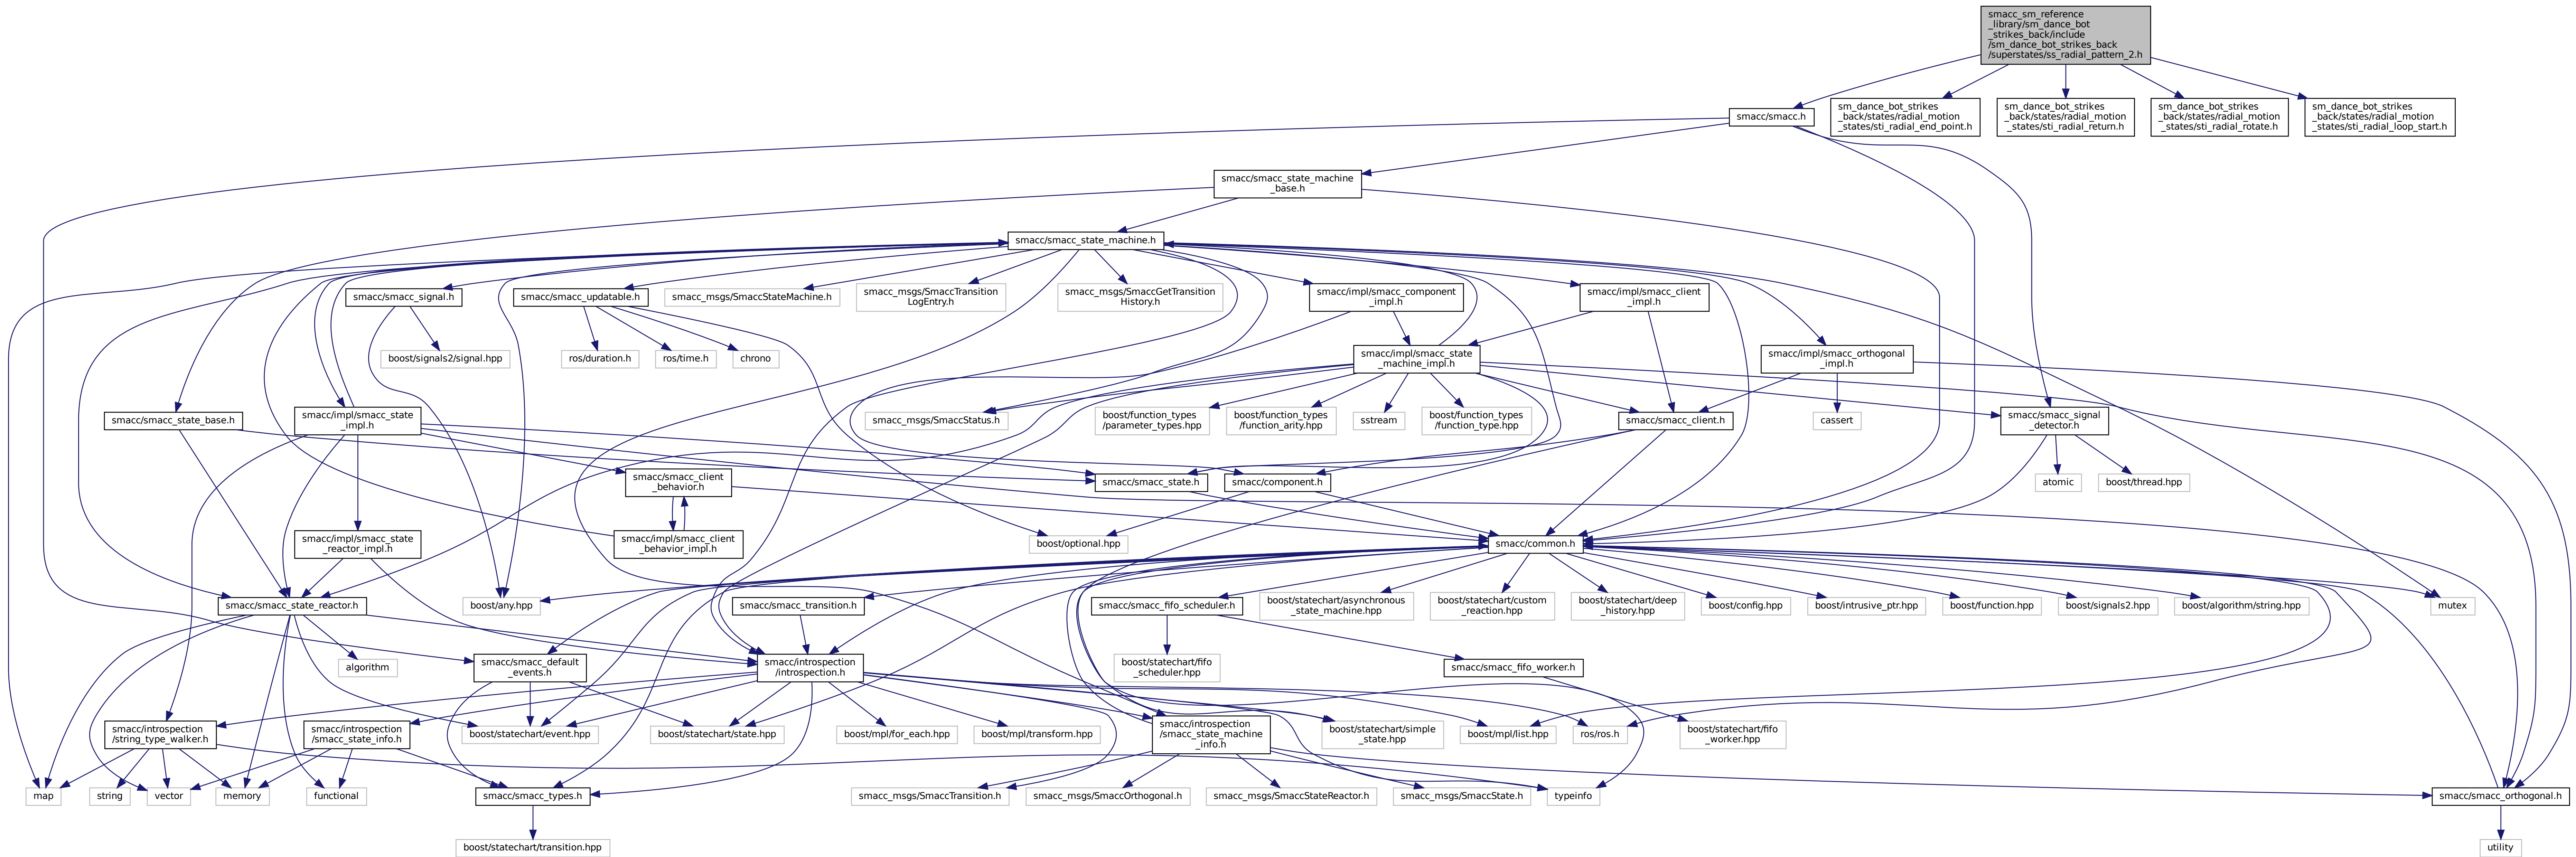 smacc_sm_reference
_library/sm_dance_bot
_strikes_back/include
/sm_dance_bot_strikes_back
/superstates/ss_radial_pattern_2.h
smacc/smacc.h
sm_dance_bot_strikes
_back/states/radial_motion
_states/sti_radial_end_point.h
sm_dance_bot_strikes
_back/states/radial_motion
_states/sti_radial_return.h
sm_dance_bot_strikes
_back/states/radial_motion
_states/sti_radial_rotate.h
sm_dance_bot_strikes
_back/states/radial_motion
_states/sti_radial_loop_start.h
smacc/smacc_state_machine
_base.h
smacc/smacc_state_machine.h
smacc/smacc_signal.h
smacc/smacc_updatable.h
smacc_msgs/SmaccStateMachine.h
smacc_msgs/SmaccTransition
LogEntry.h
smacc_msgs/SmaccGetTransition
History.h
smacc/impl/smacc_component
_impl.h
smacc/impl/smacc_client
_impl.h
boost/signals2/signal.hpp
ros/duration.h
ros/time.h
chrono
smacc/impl/smacc_state
_machine_impl.h
smacc/impl/smacc_orthogonal
_impl.h
smacc/smacc_state_base.h
smacc/impl/smacc_state
_impl.h
smacc_msgs/SmaccStatus.h
boost/function_types
/parameter_types.hpp
boost/function_types
/function_arity.hpp
sstream
boost/function_types
/function_type.hpp
smacc/smacc_client.h
cassert
smacc/smacc_signal
_detector.h
smacc/smacc_client
_behavior.h
smacc/smacc_state.h
smacc/component.h
atomic
boost/thread.hpp
smacc/impl/smacc_state
_reactor_impl.h
smacc/impl/smacc_client
_behavior_impl.h
boost/optional.hpp
smacc/common.h
smacc/smacc_state_reactor.h
boost/any.hpp
smacc/smacc_transition.h
smacc/smacc_fifo_scheduler.h
boost/statechart/asynchronous
_state_machine.hpp
boost/statechart/custom
_reaction.hpp
boost/statechart/deep
_history.hpp
boost/config.hpp
boost/intrusive_ptr.hpp
boost/function.hpp
boost/signals2.hpp
boost/algorithm/string.hpp
mutex
algorithm
smacc/smacc_default
_events.h
smacc/introspection
/introspection.h
boost/statechart/fifo
_scheduler.hpp
smacc/smacc_fifo_worker.h
smacc/introspection
/string_type_walker.h
smacc/introspection
/smacc_state_info.h
boost/statechart/event.hpp
boost/statechart/state.hpp
boost/mpl/for_each.hpp
boost/mpl/transform.hpp
smacc/introspection
/smacc_state_machine
_info.h
boost/statechart/simple
_state.hpp
boost/mpl/list.hpp
ros/ros.h
boost/statechart/fifo
_worker.hpp
map
string
vector
memory
functional
smacc/smacc_types.h
smacc_msgs/SmaccTransition.h
smacc_msgs/SmaccOrthogonal.h
smacc_msgs/SmaccStateReactor.h
smacc_msgs/SmaccState.h
typeinfo
smacc/smacc_orthogonal.h
boost/statechart/transition.hpp
utility